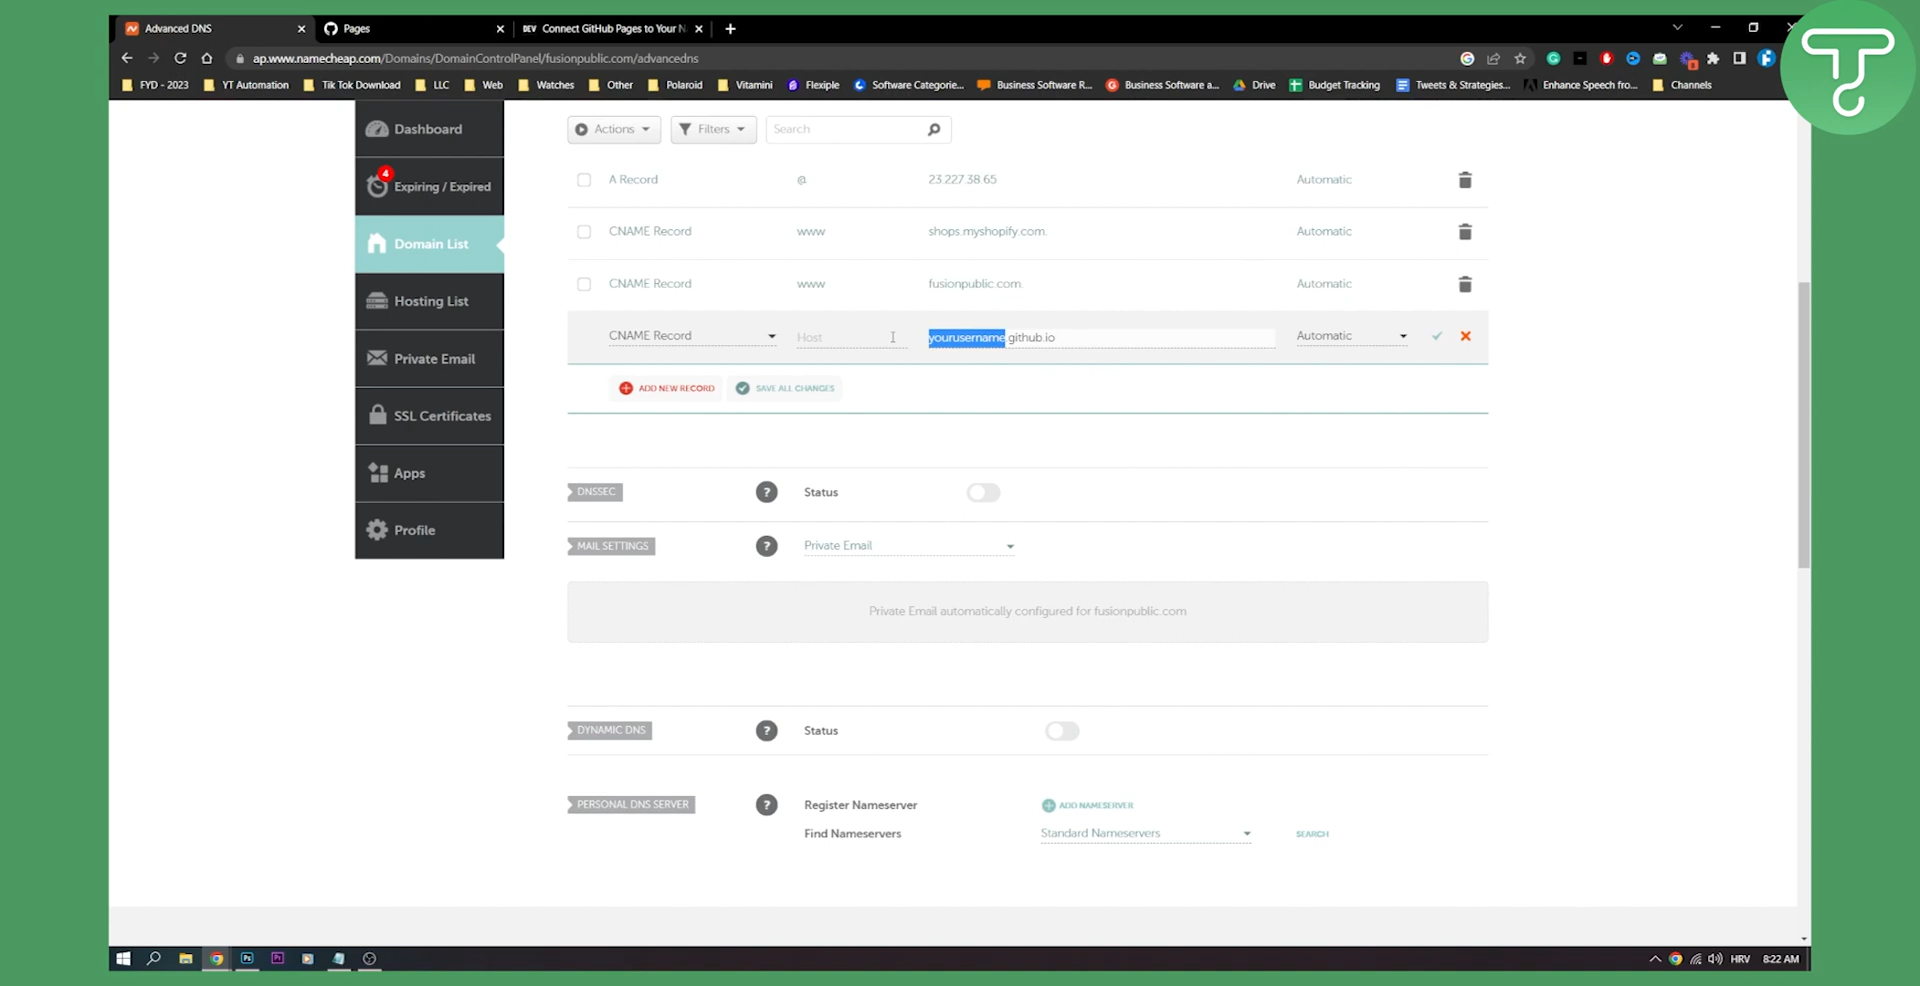 Advanced DNS
Pages
DEV Connect GitHub Pages to Your N
ap.www.namecheap.com/Domains/DomainControlPanel/fusionpublic.com/advancedns
FYD - 2023 YT Automation Tik Tok Download LLC Web Watches Other Polaroid Vitamini Flexiple Software Categorie... Business Software R... Business Software a... Drive Budget Tracking Tweets & Strategies... Enhance Speech fro... Channels
Dashboard
4
Expiring / Expired
Domain List
Hosting List
Private Email
SSL Certificates
Apps
Profile
Actions Filters Search
A Record @ 23.227.38.65 Automatic
CNAME Record www shops.myshopify.com. Automatic
CNAME Record www fusionpublic.com. Automatic
CNAME Record Host yourusername.github.io Automatic
ADD NEW RECORD SAVE ALL CHANGES
DNSSEC ? Status
MAIL SETTINGS ? Private Email
Private Email automatically configured for fusionpublic.com
DYNAMIC DNS ? Status
PERSONAL DNS SERVER ? Register Nameserver ADD NAMESERVER
Find Nameservers Standard Nameservers SEARCH
Ps Pr HRV 8:22 AM